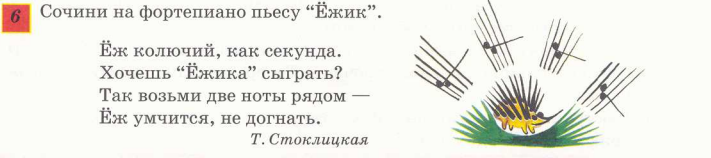 6 Сочини на фортепиано пьесу “Ёжик”.
Ёж колючий, как секунда.
Хочешь “Ёжика” сыграть?
Так возьми две ноты рядом —
Ёж умчится, не догнать.
Т. Стоклицкая